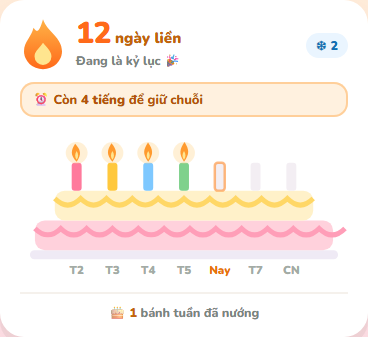 12 ngày liền
❄ 2
Đang là kỷ lục 🎉
⏰ Còn 4 tiếng để giữ chuỗi
T2 T3 T4 T5 Nay T7 CN
🎂 1 bánh tuần đã nướng